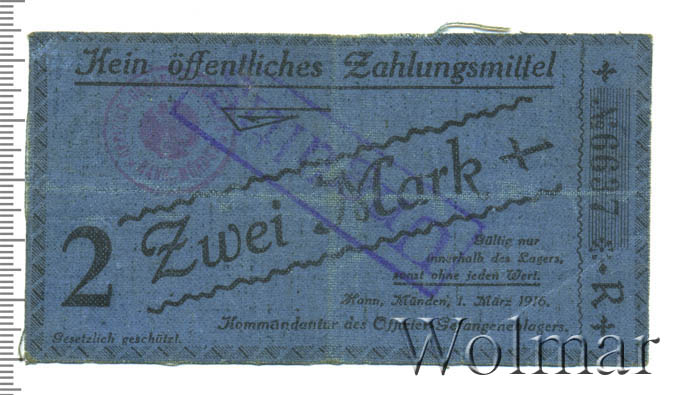 Kein öffentliches Zahlungsmittel
2 Zwei Mark
Gültig nur
innerhalb des Lagers,
sonst ohne jeden Wert.
Hann. Münden, 1. März 1916.
Kommandantur des Offizier-Gefangenenlagers.
Gesetzlich geschützt.
R
Wolmar